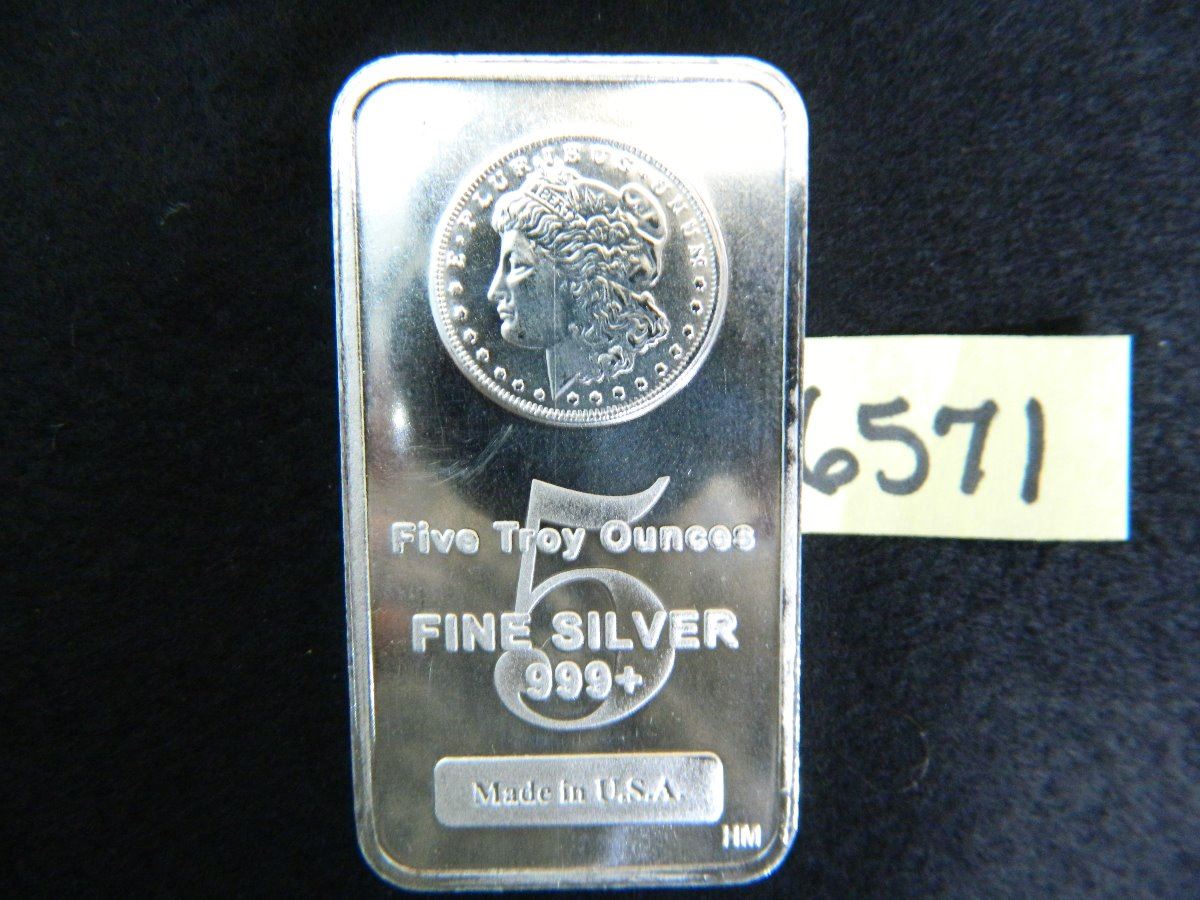 E·PLURIBUS·UNUM
LIBERTY
5
Five Troy Ounces
FINE SILVER
999+
Made in U.S.A.
HM
6571